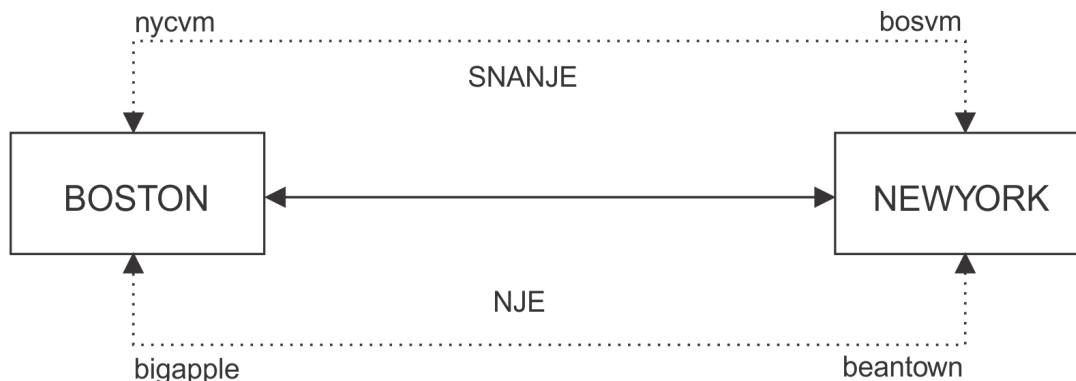 nycvm
bosvm
SNANJE
BOSTON
NEWYORK
NJE
bigapple
beantown